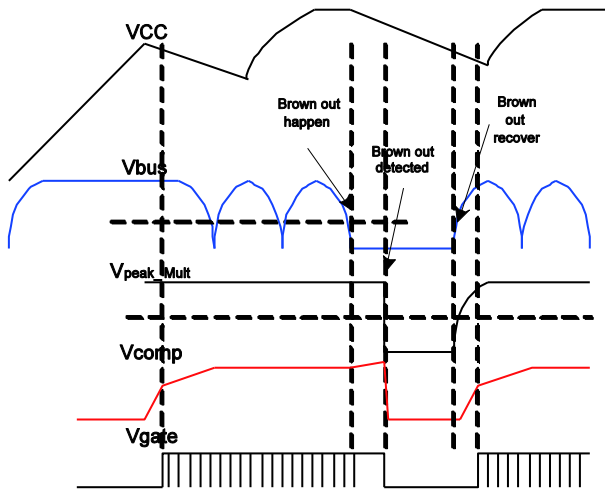 VCC
Brown out
happen
Brown
out
recover
Brown out
detected
Vbus
Vpeak_Mult
Vcomp
Vgate